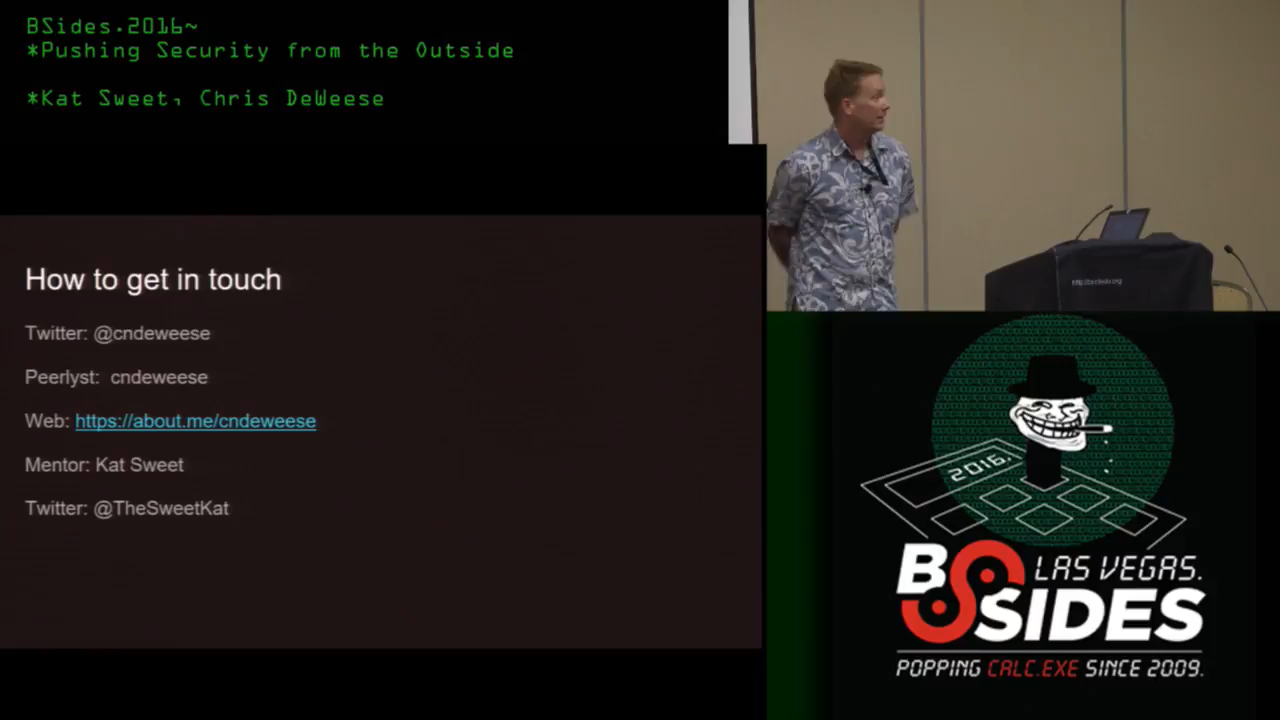 BSides.2016~
*Pushing Security from the Outside
*Kat Sweet, Chris DeWeese
How to get in touch
Twitter: @cndeweese
Peerlyst: cndeweese
Web: https://about.me/cndeweese
Mentor: Kat Sweet
Twitter: @TheSweetKat
2016.
BSIDES
LAS VEGAS.
POPPING CALC.EXE SINCE 2009.